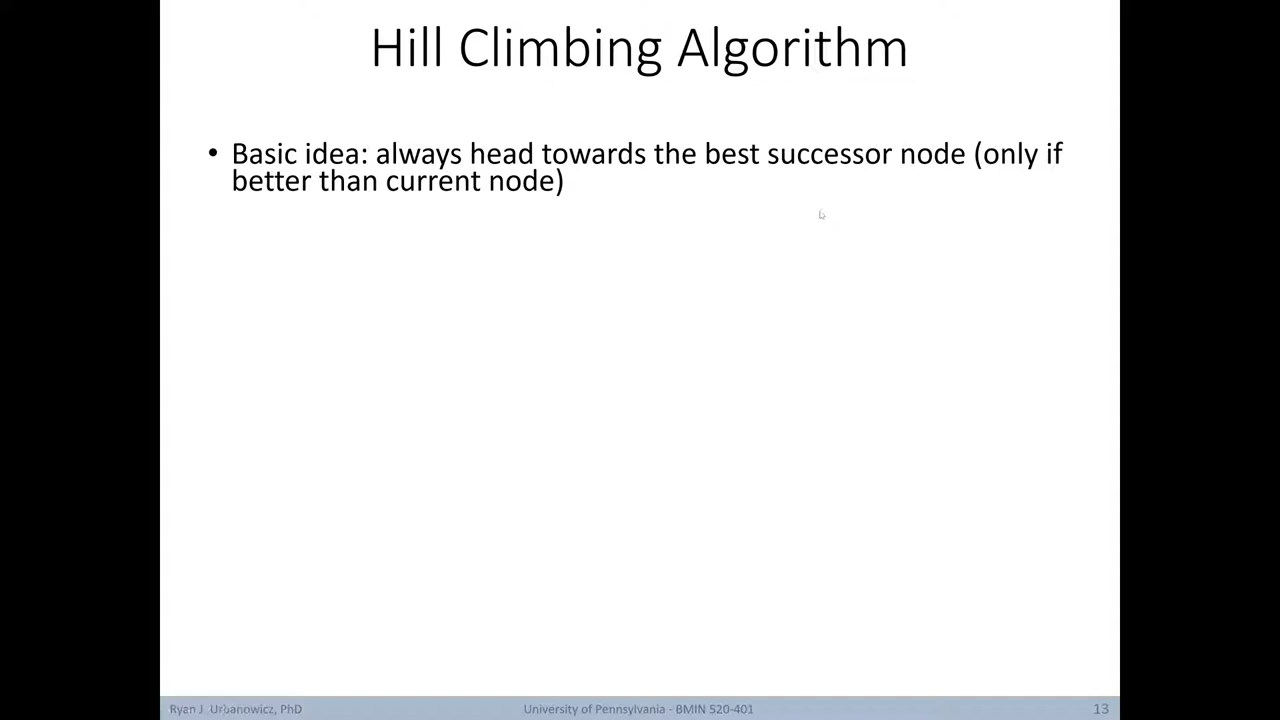 Hill Climbing Algorithm
• Basic idea: always head towards the best successor node (only if
better than current node)
Ryan J. Urbanowicz, PhD University of Pennsylvania - BMIN 520-401 13